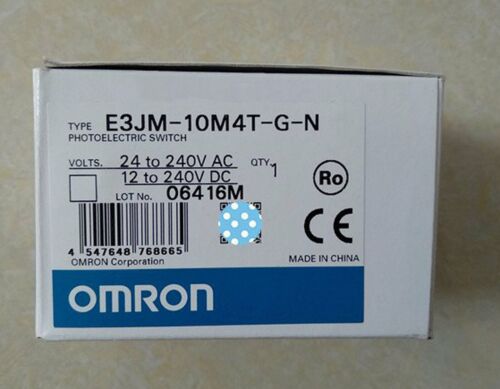 TYPE E3JM-10M4T-G-N
PHOTOELECTRIC SWITCH
VOLTS. 24 to 240V AC QTY. 1
12 to 240V DC
LOT No. 06416M
Ro
CE
4 547648 768665
OMRON Corporation
MADE IN CHINA
OMRON